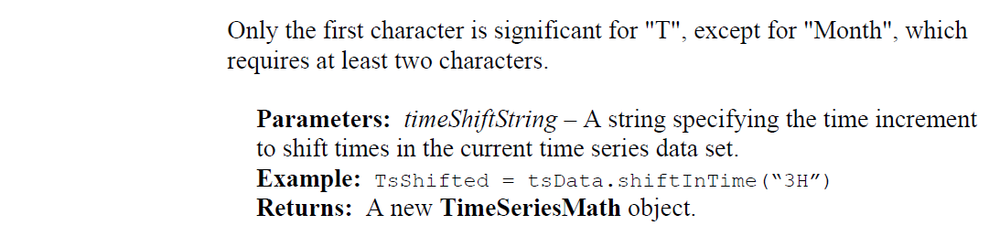 Only the first character is significant for "T", except for "Month", which
requires at least two characters.
Parameters: timeShiftString – A string specifying the time increment
to shift times in the current time series data set.
Example: TsShifted = tsData.shiftInTime(“3H”)
Returns: A new TimeSeriesMath object.